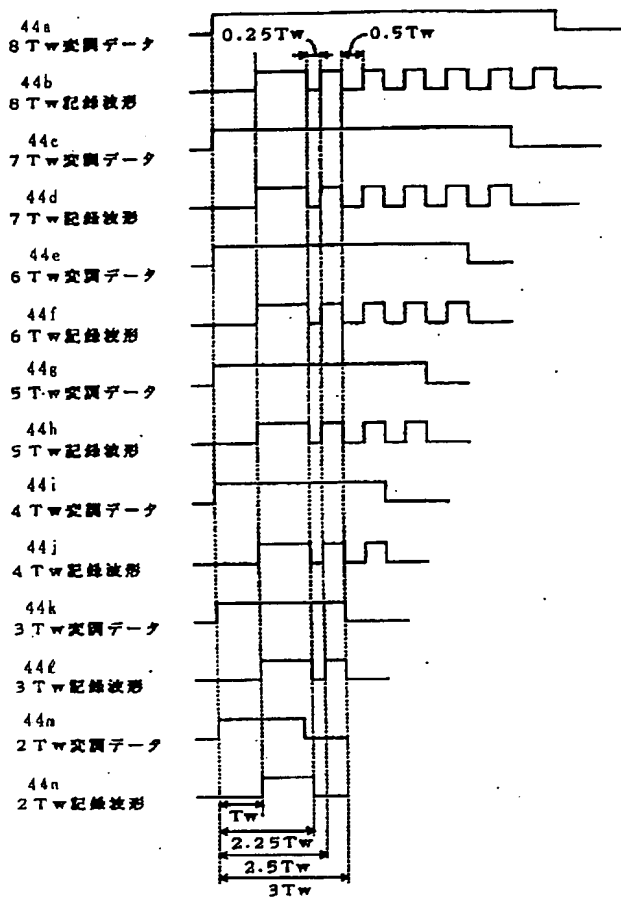 44a
8Tw変調データ
0.25Tw
0.5Tw
44b
8Tw記録波形
44c
7Tw変調データ
44d
7Tw記録波形
44e
6Tw変調データ
44f
6Tw記録波形
44g
5Tw変調データ
44h
5Tw記録波形
44i
4Tw変調データ
44j
4Tw記録波形
44k
3Tw変調データ
44ℓ
3Tw記録波形
44m
2Tw変調データ
44n
2Tw記録波形
Tw
2.25Tw
2.5Tw
3Tw